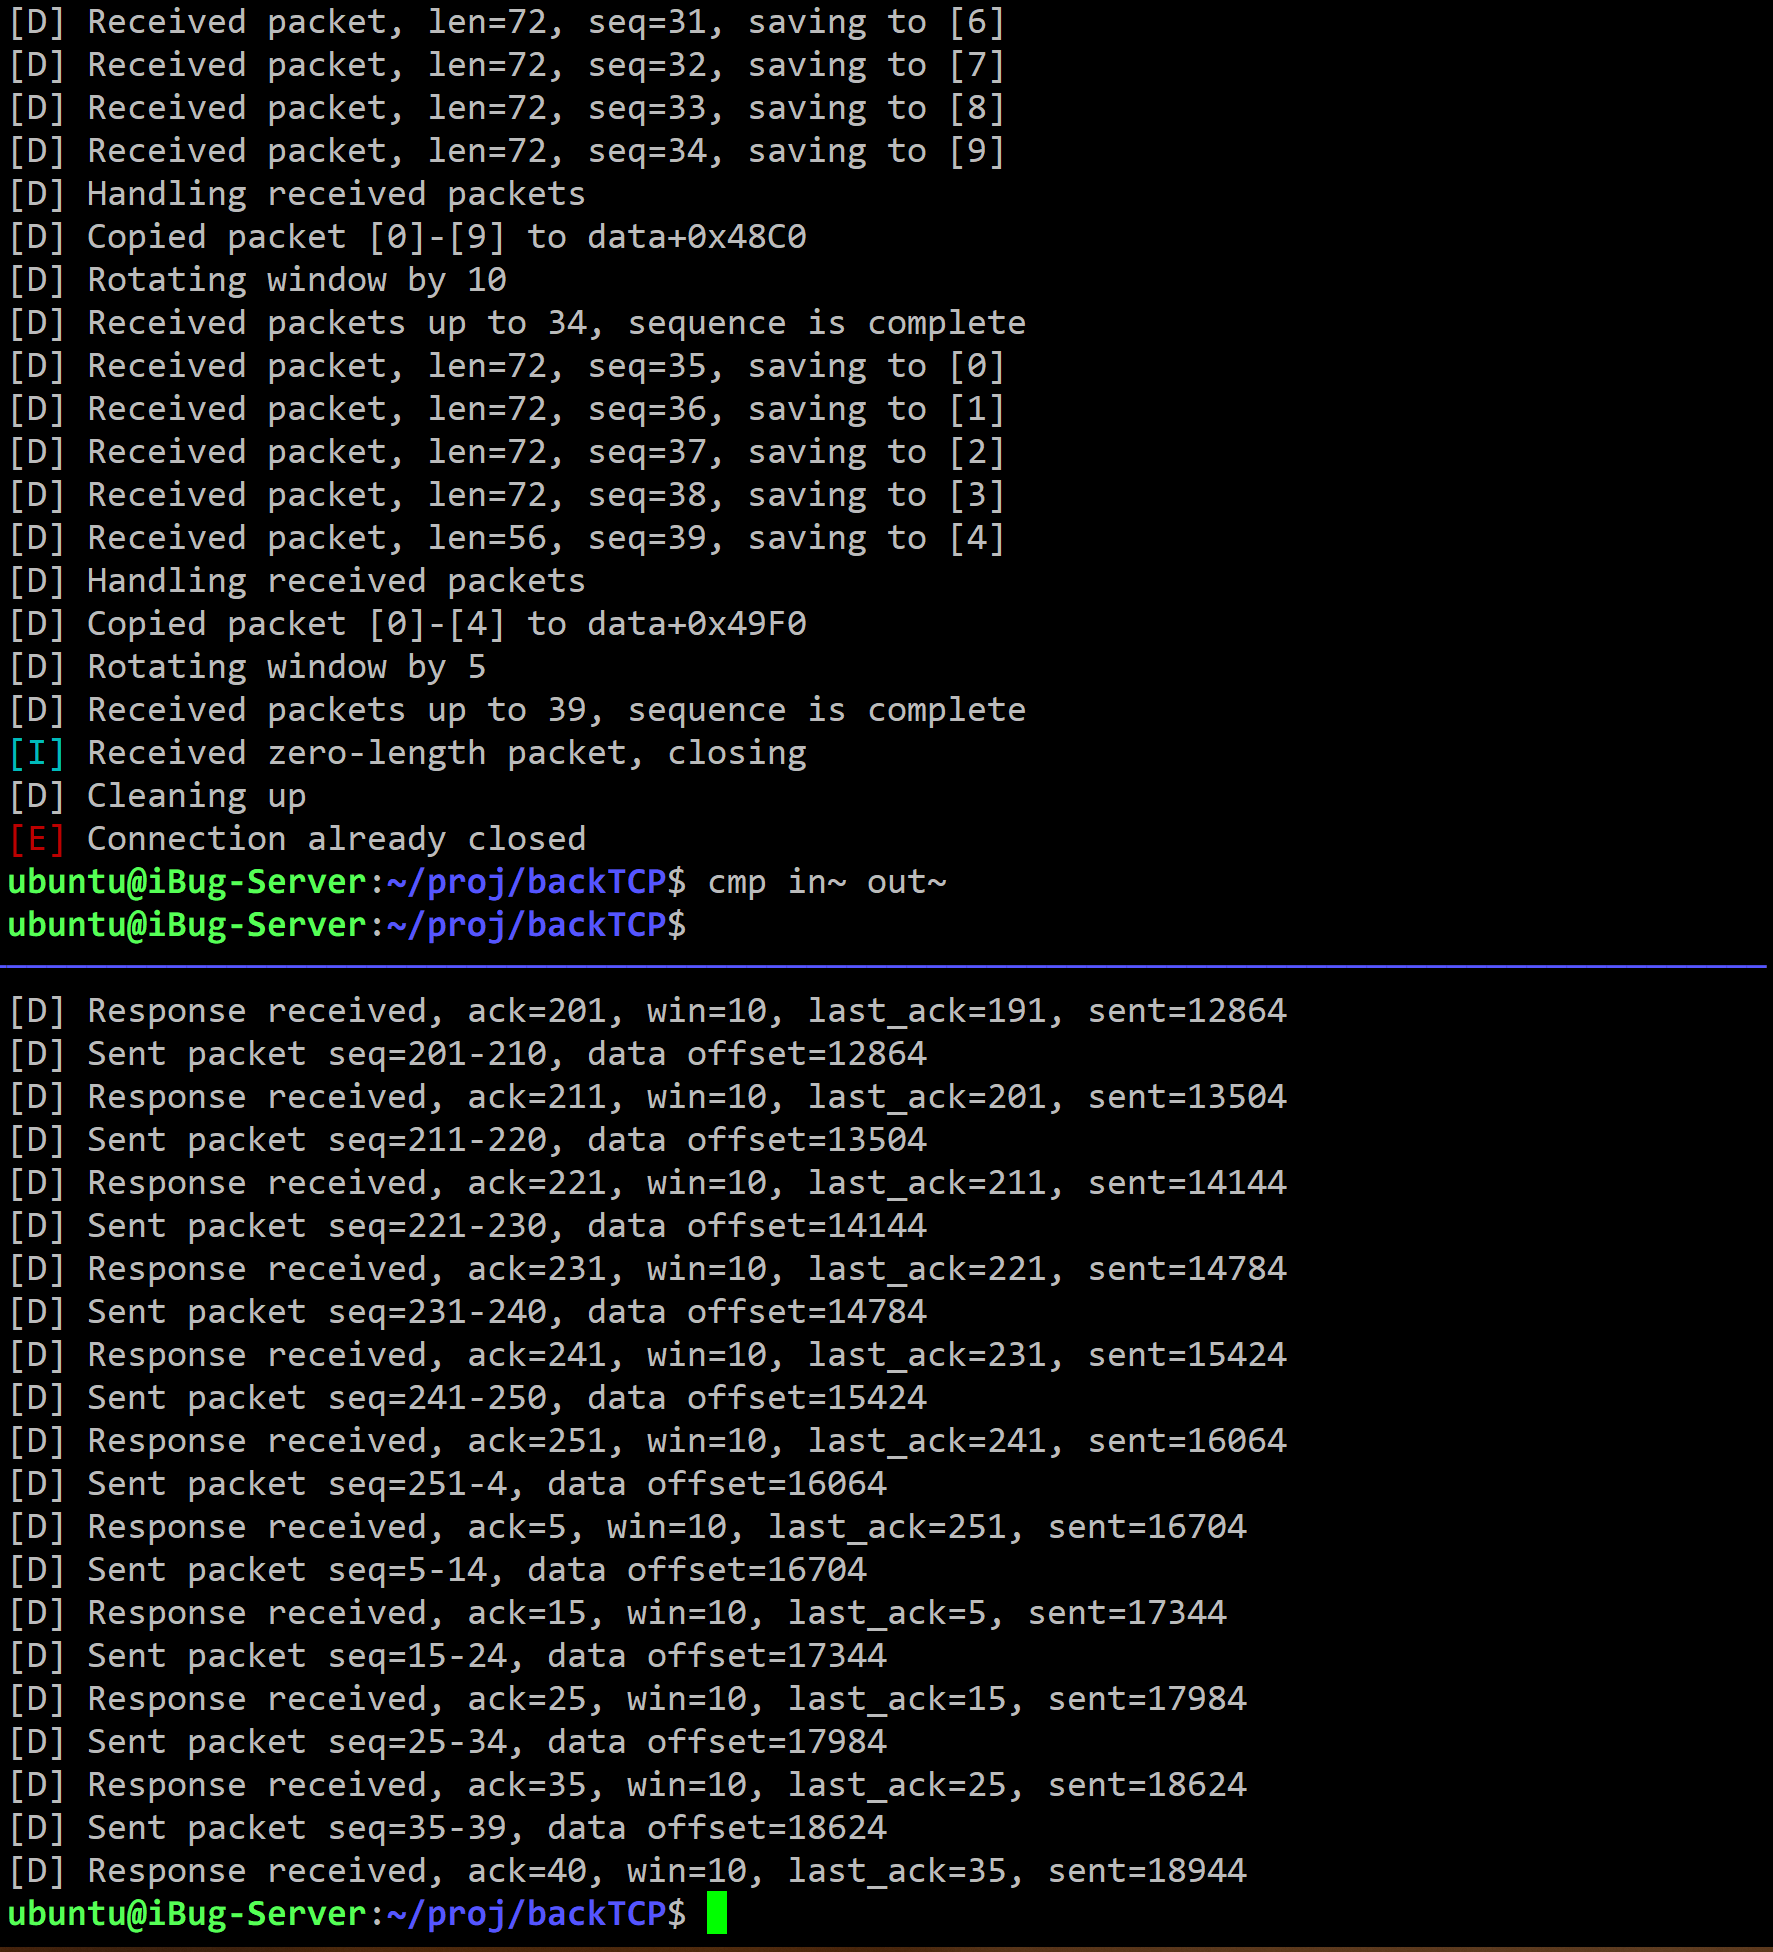 [D] Received packet, len=72, seq=31, saving to [6]
[D] Received packet, len=72, seq=32, saving to [7]
[D] Received packet, len=72, seq=33, saving to [8]
[D] Received packet, len=72, seq=34, saving to [9]
[D] Handling received packets
[D] Copied packet [0]-[9] to data+0x48C0
[D] Rotating window by 10
[D] Received packets up to 34, sequence is complete
[D] Received packet, len=72, seq=35, saving to [0]
[D] Received packet, len=72, seq=36, saving to [1]
[D] Received packet, len=72, seq=37, saving to [2]
[D] Received packet, len=72, seq=38, saving to [3]
[D] Received packet, len=56, seq=39, saving to [4]
[D] Handling received packets
[D] Copied packet [0]-[4] to data+0x49F0
[D] Rotating window by 5
[D] Received packets up to 39, sequence is complete
[I] Received zero-length packet, closing
[D] Cleaning up
[E] Connection already closed
ubuntu@iBug-Server:~/proj/backTCP$ cmp in~ out~
ubuntu@iBug-Server:~/proj/backTCP$
[D] Response received, ack=201, win=10, last_ack=191, sent=12864
[D] Sent packet seq=201-210, data offset=12864
[D] Response received, ack=211, win=10, last_ack=201, sent=13504
[D] Sent packet seq=211-220, data offset=13504
[D] Response received, ack=221, win=10, last_ack=211, sent=14144
[D] Sent packet seq=221-230, data offset=14144
[D] Response received, ack=231, win=10, last_ack=221, sent=14784
[D] Sent packet seq=231-240, data offset=14784
[D] Response received, ack=241, win=10, last_ack=231, sent=15424
[D] Sent packet seq=241-250, data offset=15424
[D] Response received, ack=251, win=10, last_ack=241, sent=16064
[D] Sent packet seq=251-4, data offset=16064
[D] Response received, ack=5, win=10, last_ack=251, sent=16704
[D] Sent packet seq=5-14, data offset=16704
[D] Response received, ack=15, win=10, last_ack=5, sent=17344
[D] Sent packet seq=15-24, data offset=17344
[D] Response received, ack=25, win=10, last_ack=15, sent=17984
[D] Sent packet seq=25-34, data offset=17984
[D] Response received, ack=35, win=10, last_ack=25, sent=18624
[D] Sent packet seq=35-39, data offset=18624
[D] Response received, ack=40, win=10, last_ack=35, sent=18944
ubuntu@iBug-Server:~/proj/backTCP$